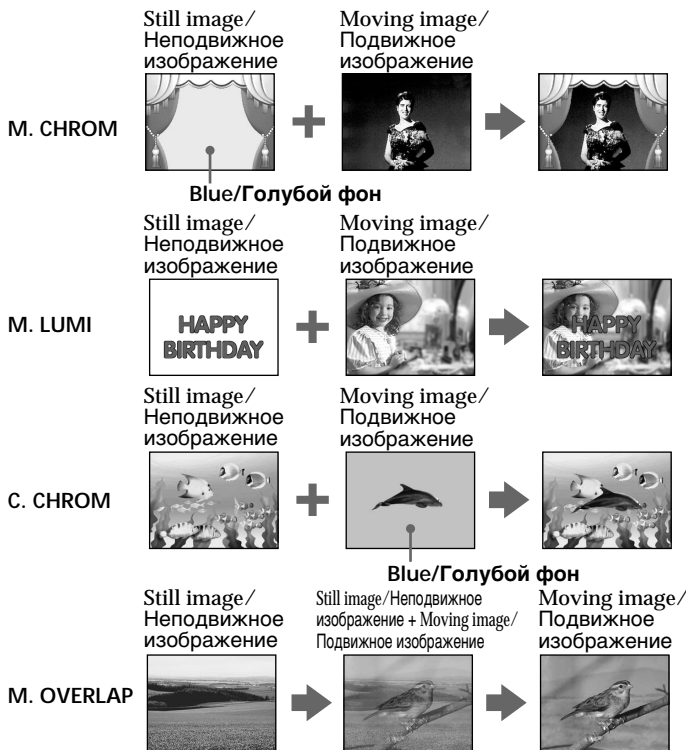 Still image/
Неподвижное
изображение
Moving image/
Подвижное
изображение
M. CHROM
Blue/Голубой фон
Still image/
Неподвижное
изображение
Moving image/
Подвижное
изображение
M. LUMI
HAPPY
BIRTHDAY
HAPPY
BIRTHDAY
Still image/
Неподвижное
изображение
Moving image/
Подвижное
изображение
C. CHROM
Blue/Голубой фон
Still image/
Неподвижное
изображение
Still image/Неподвижное
изображение + Moving image/
Подвижное изображение
Moving image/
Подвижное
изображение
M. OVERLAP